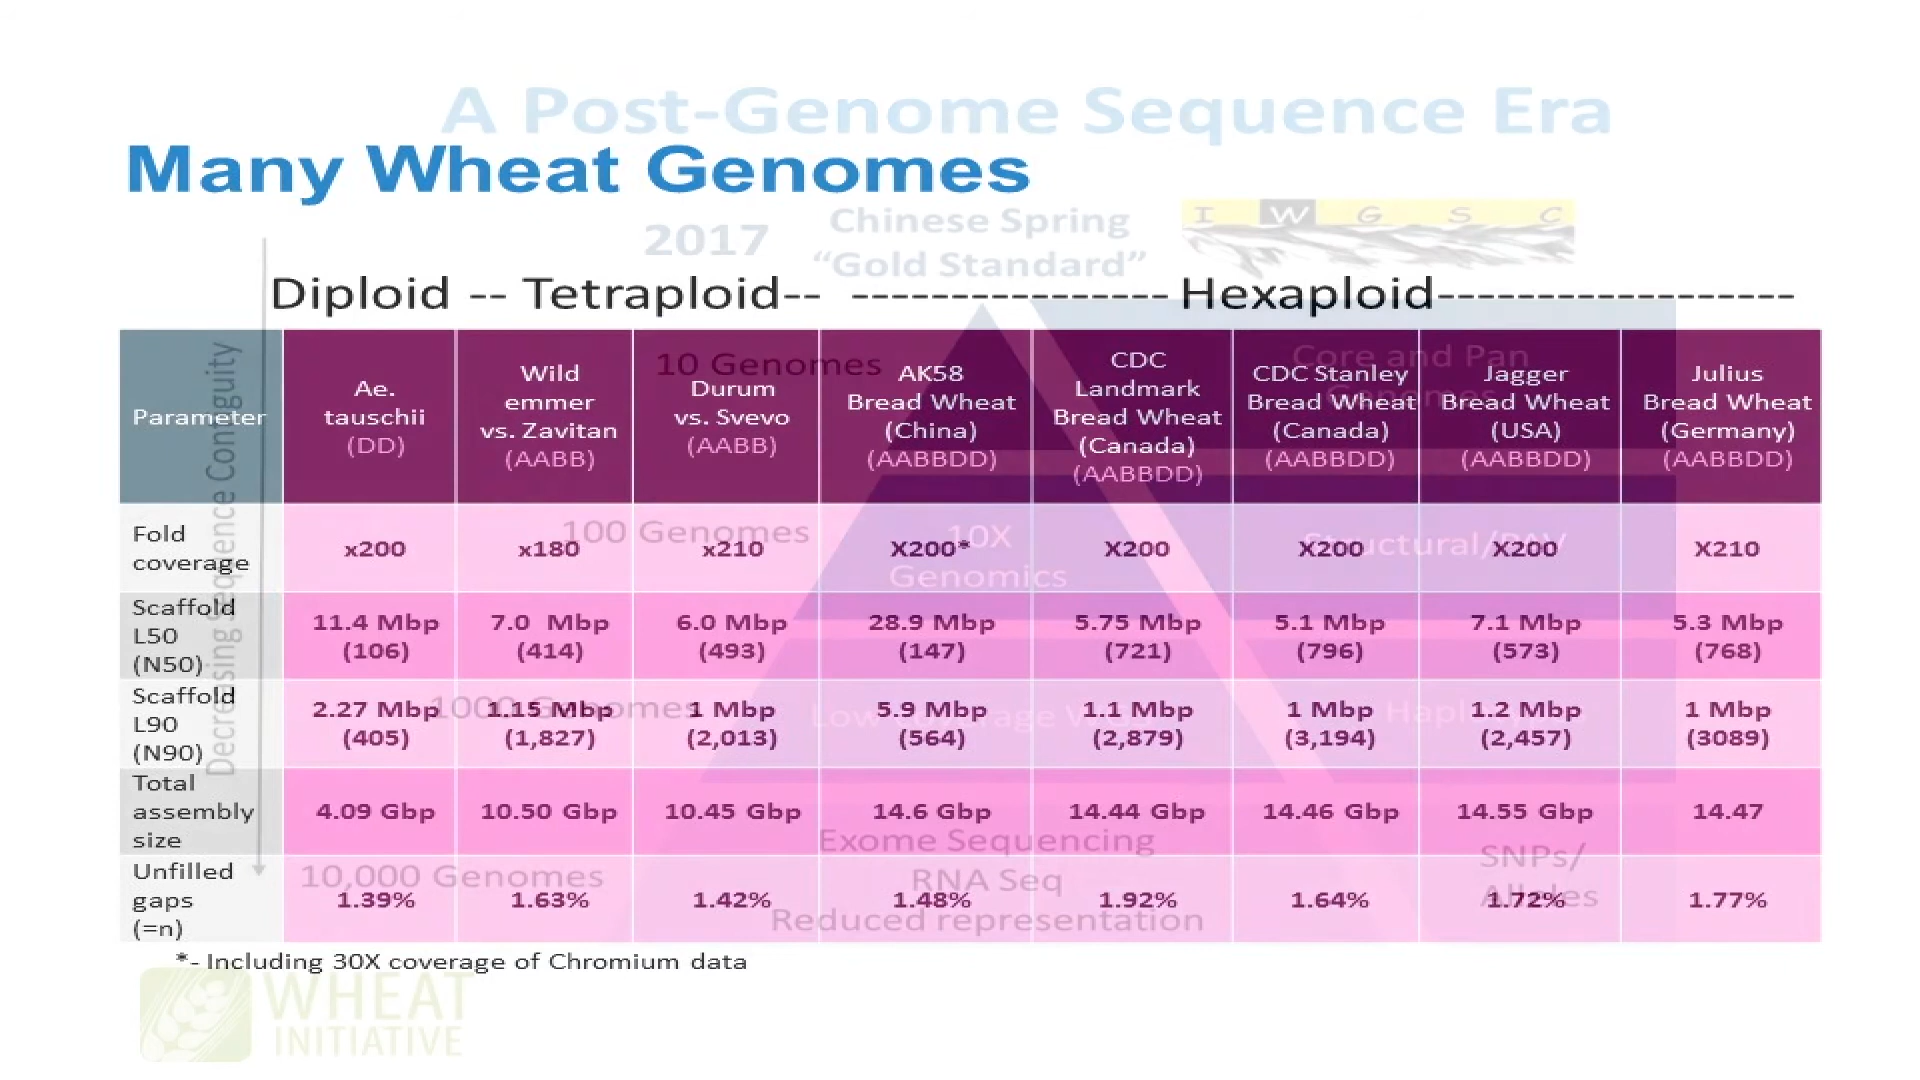 A Post-Genome Sequence Era
Many Wheat Genomes
2017
Chinese Spring
“Gold Standard”
I W G S C
Diploid -- Tetraploid-- ----------------Hexaploid------------------
Decreasing Sequence Contiguity
Parameter
Ae.
tauschii
(DD)
Wild
emmer
vs. Zavitan
(AABB)
Durum
vs. Svevo
(AABB)
AK58
Bread Wheat
(China)
(AABBDD)
CDC
Landmark
Bread Wheat
(Canada)
(AABBDD)
CDC Stanley
Bread Wheat
(Canada)
(AABBDD)
Jagger
Bread Wheat
(USA)
(AABBDD)
Julius
Bread Wheat
(Germany)
(AABBDD)
10 Genomes
Core and Pan
Genomes
Fold
coverage
x200
x180
x210
X200*
X200
X200
X200
X210
100 Genomes
10X
Genomics
Structural/PAV
Scaffold
L50
(N50)
11.4 Mbp
(106)
7.0 Mbp
(414)
6.0 Mbp
(493)
28.9 Mbp
(147)
5.75 Mbp
(721)
5.1 Mbp
(796)
7.1 Mbp
(573)
5.3 Mbp
(768)
Scaffold
L90
(N90)
2.27 Mbp
(405)
1.15 Mbp
(1,827)
1 Mbp
(2,013)
5.9 Mbp
(564)
1.1 Mbp
(2,879)
1 Mbp
(3,194)
1.2 Mbp
(2,457)
1 Mbp
(3089)
1000 Genomes
Low coverage
Total
assembly
size
4.09 Gbp
10.50 Gbp
10.45 Gbp
14.6 Gbp
14.44 Gbp
14.46 Gbp
14.55 Gbp
14.47
Unfilled
gaps
(=n)
1.39%
1.63%
1.42%
1.48%
1.92%
1.64%
1.72%
1.77%
10,000 Genomes
Exome Sequencing
RNA Seq
Reduced representation
SNPs/
Alleles
*- Including 30X coverage of Chromium data
WHEAT
INITIATIVE